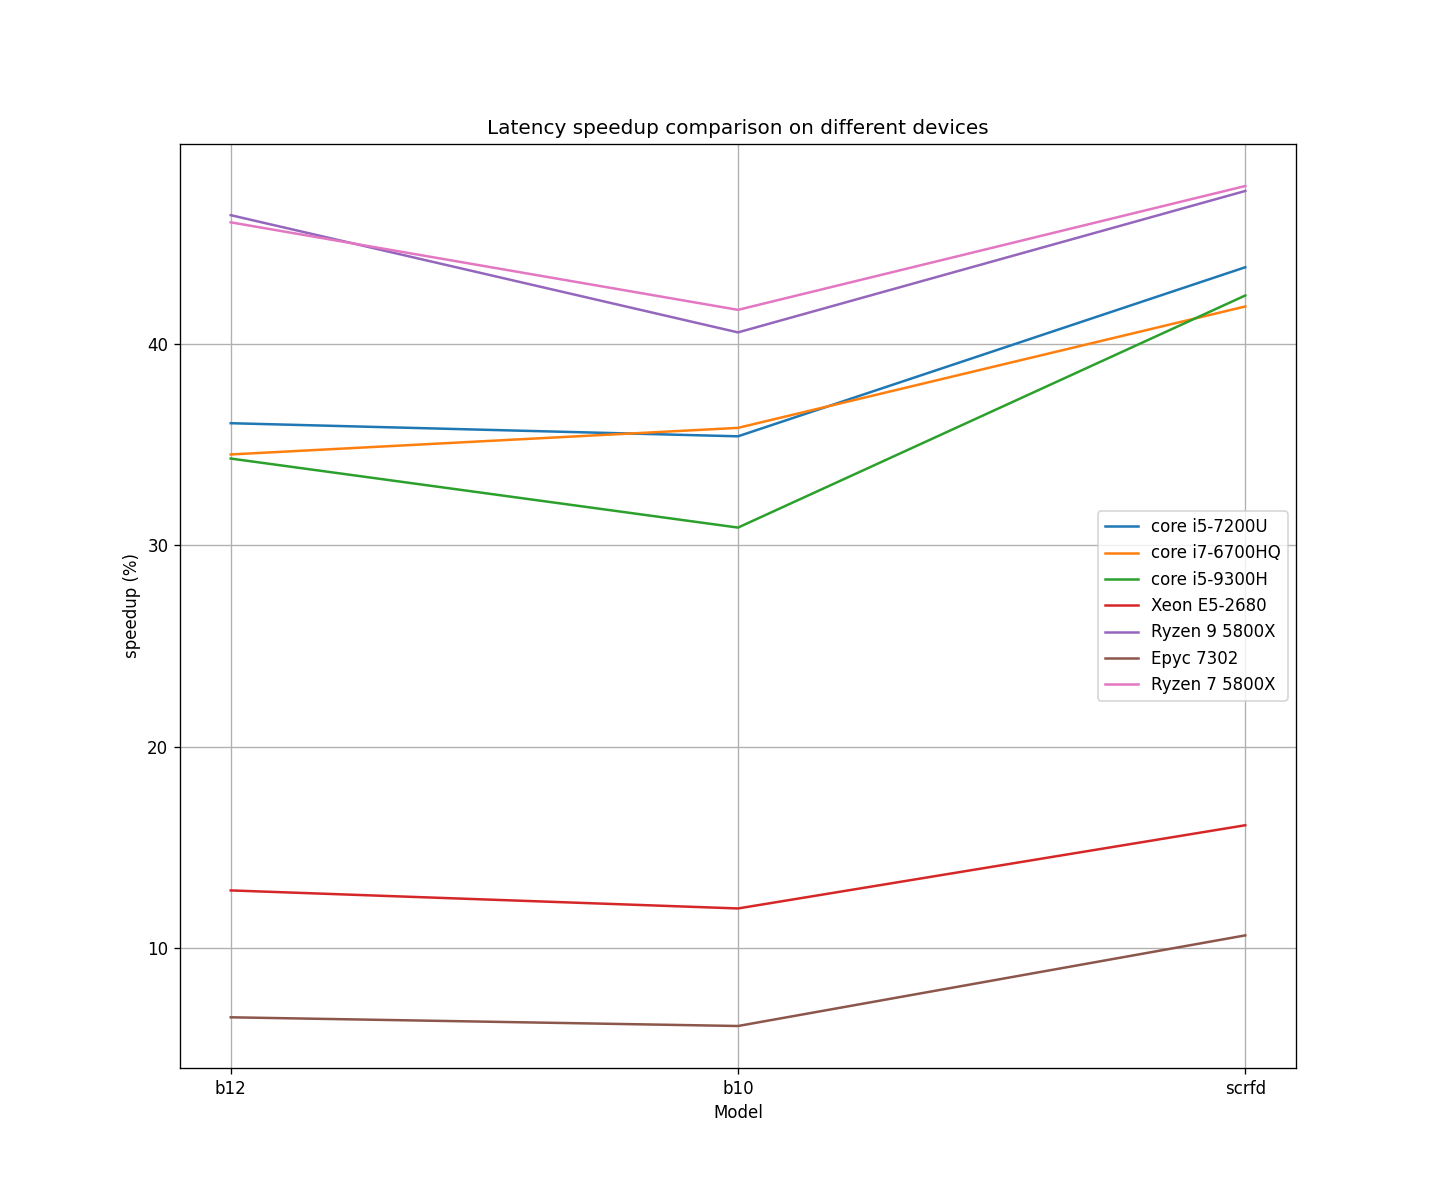 Latency speedup comparison on different devices
speedup (%)
40
30
20
10
core i5-7200U
core i7-6700HQ
core i5-9300H
Xeon E5-2680
Ryzen 9 5800X
Epyc 7302
Ryzen 7 5800X
b12 b10 scrfd
Model